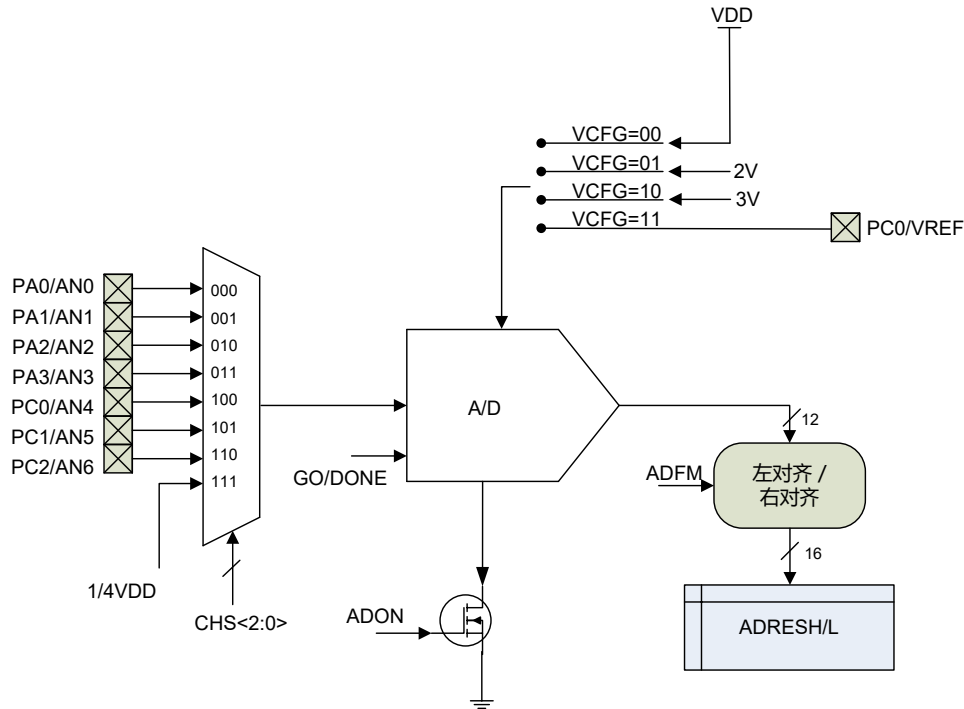 VDD
VCFG=00
VCFG=01
2V
VCFG=10
3V
VCFG=11
PC0/VREF
PA0/AN0
000
PA1/AN1
001
PA2/AN2
010
PA3/AN3
011
PC0/AN4
100
PC1/AN5
101
PC2/AN6
110
111
1/4VDD
CHS<2:0>
A/D
GO/DONE
ADON
12
ADFM
左对齐 /
右对齐
16
ADRESH/L